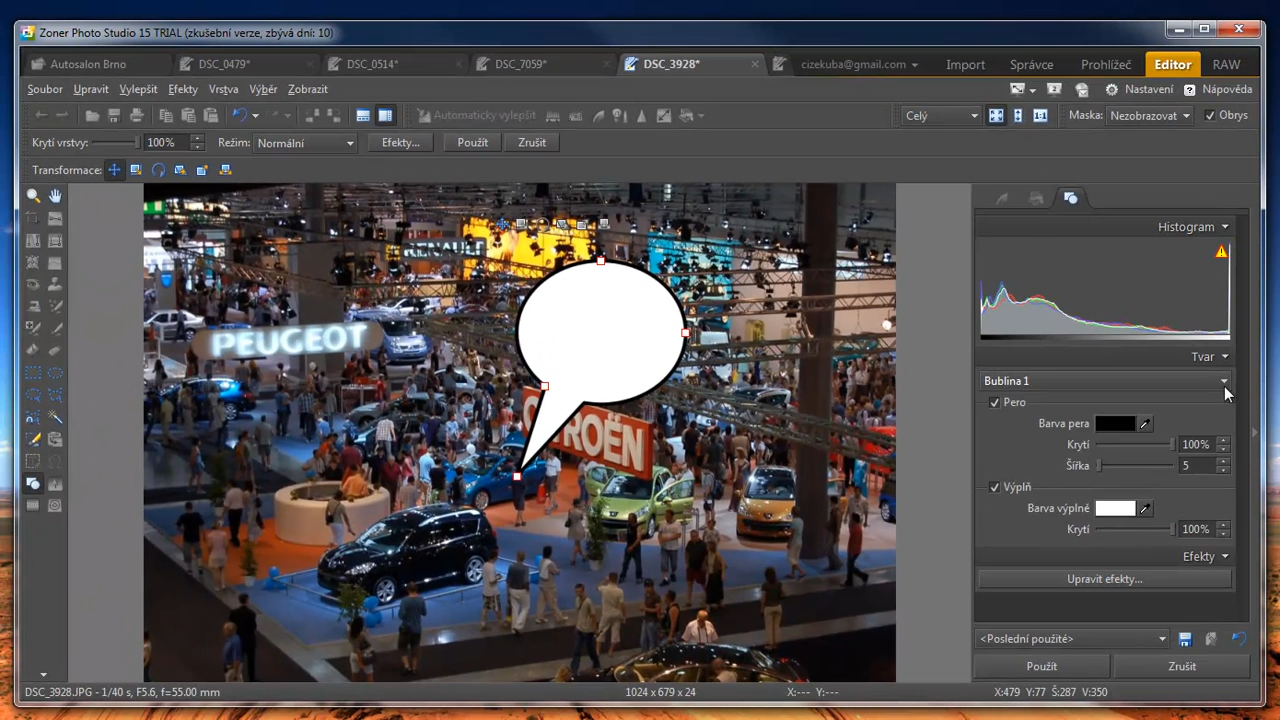 Zoner Photo Studio 15 TRIAL (zkušební verze, zbývá dní: 10)
Autosalon Brno DSC_0479* DSC_0514* DSC_7059* DSC_3928* cizekuba@gmail.com Import Správce Prohlížeč Editor RAW
Soubor Upravit Vylepšit Efekty Vrstva Výběr Zobrazit Nastavení Nápověda
Automaticky vylepšit Celý 1:1 Maska: Nezobrazovat Obrys
Krytí vrstvy: 100% Režim: Normální Efekty... Použít Zrušit
Transformace:
Histogram
RENAULT
PEUGEOT
CITROËN
Tvar
Bublina 1
Pero
Barva pera
Krytí 100%
Šířka 5
Výplň
Barva výplně
Krytí 100%
Efekty
Upravit efekty...
<Poslední použité>
Použít Zrušit
DSC_3928.JPG - 1/40 s, F5.6, f=55.00 mm 1024 x 679 x 24 X:--- Y:--- X:479 Y:77 Š:287 V:350